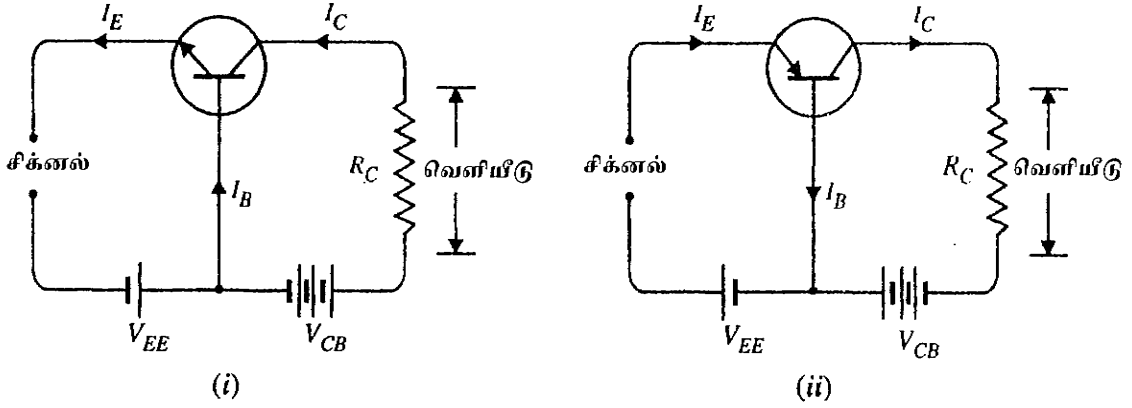 I_E I_C
சிக்னல்
R_C வெளியீடு
I_B
V_EE V_CB
(i)
I_E I_C
சிக்னல்
R_C வெளியீடு
I_B
V_EE V_CB
(ii)